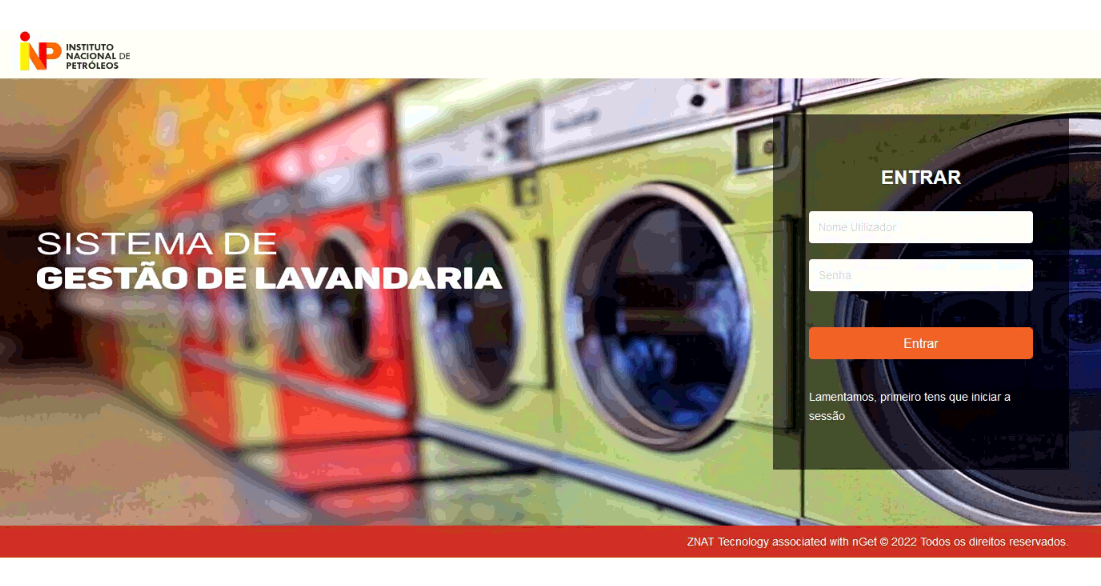 INSTITUTO
NACIONAL DE
PETRÓLEOS
SISTEMA DE
GESTÃO DE LAVANDARIA
ENTRAR
Nome Utilizador
Senha
Entrar
Lamentamos, primeiro tens que iniciar a
sessão
ZNAT Tecnology associated with nGet © 2022 Todos os direitos reservados.